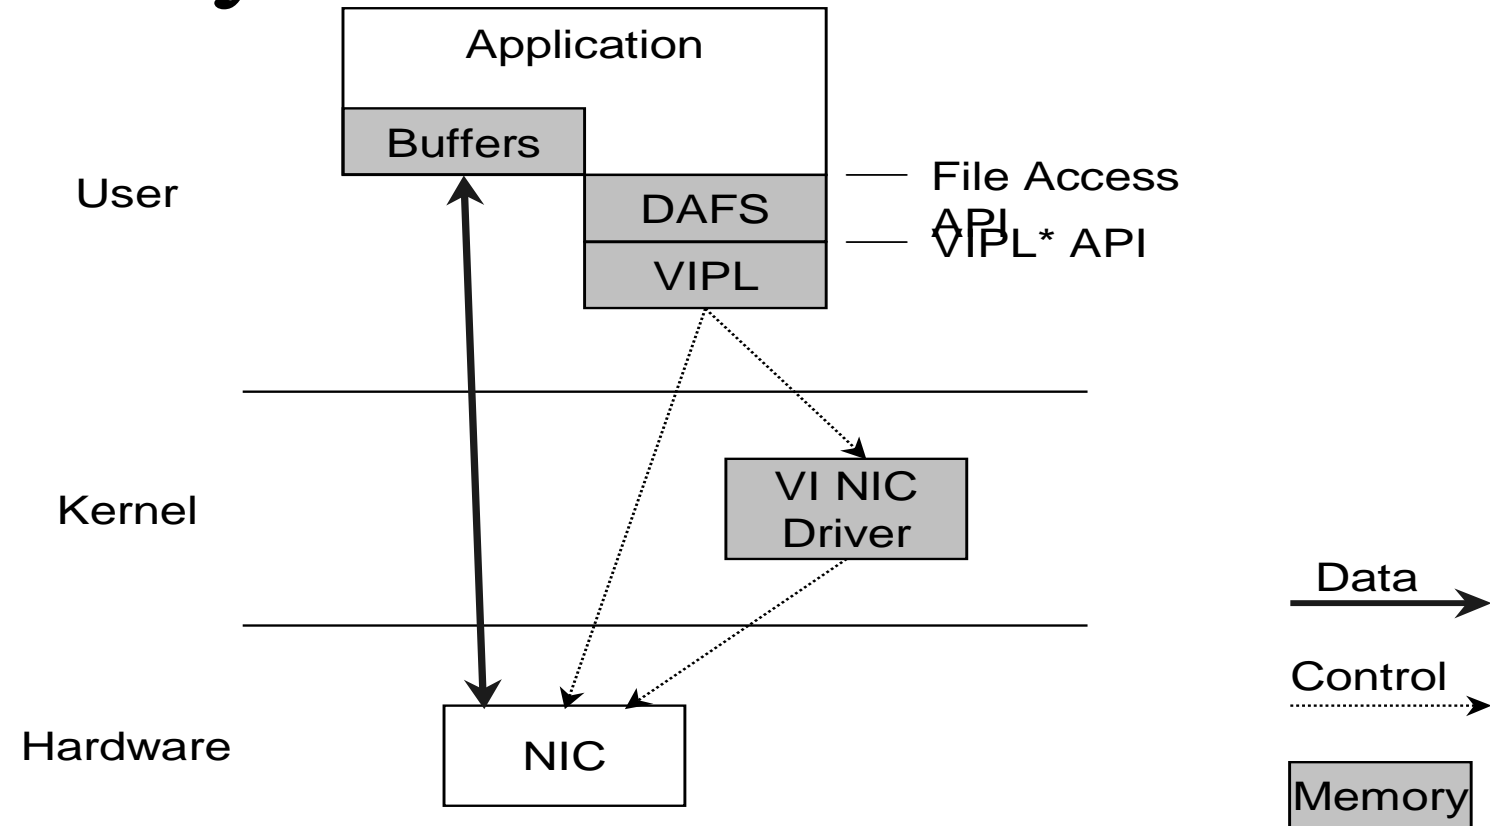 Application
Buffers
User
File Access
API
DAFS
VIPL* API
VIPL
VI NIC
Driver
Kernel
Data
Control
Hardware
NIC
Memory